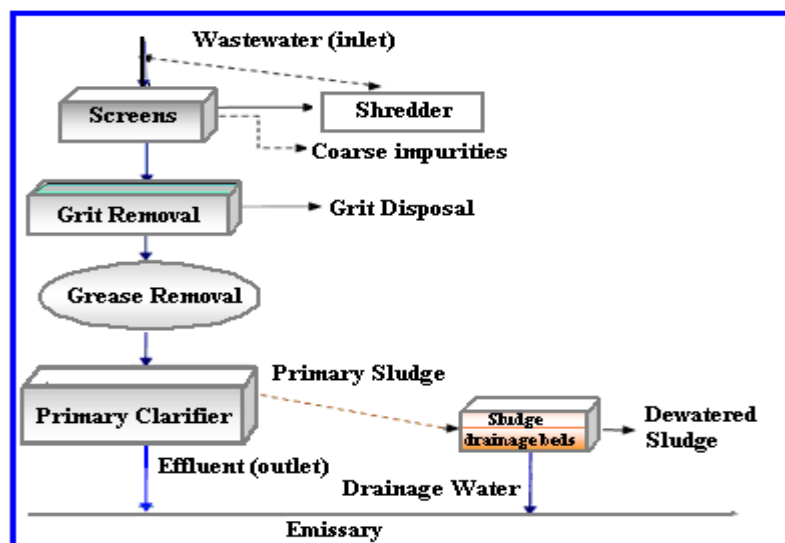 Wastewater (inlet)
Screens
Shredder
Coarse impurities
Grit Removal
Grit Disposal
Grease Removal
Primary Sludge
Primary Clarifier
Sludge
drainage beds
Dewatered
Sludge
Effluent (outlet)
Drainage Water
Emissary